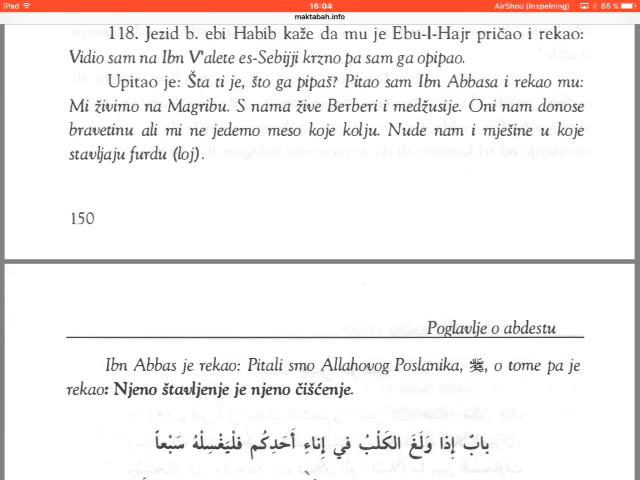 iPad
16:04
AirShou (Inspelning)
85 %
maktabah.info
118. Jezid b. ebi Habib kaže da mu je Ebu-l-Hajr pričao i rekao:
Vidio sam na Ibn V'alete es-Sebijji krzno pa sam ga opipao.
Upitao je: Šta ti je, što ga pipaš? Pitao sam Ibn Abbasa i rekao mu:
Mi živimo na Magribu. S nama žive Berberi i medžusije. Oni nam donose
bravetinu ali mi ne jedemo meso koje kolju. Nude nam i mješine u koje
stavljaju furdu (loj).
150
Poglavlje o abdestu
Ibn Abbas je rekao: Pitali smo Allahovog Poslanika, ﷺ, o tome pa je
rekao: Njeno štavljenje je njeno čišćenje.
بابُ إِذا وَلَغَ الكَلْبُ في إِناءِ أَحَدِكُم فَلْيَغْسِلْهُ سَبْعاً